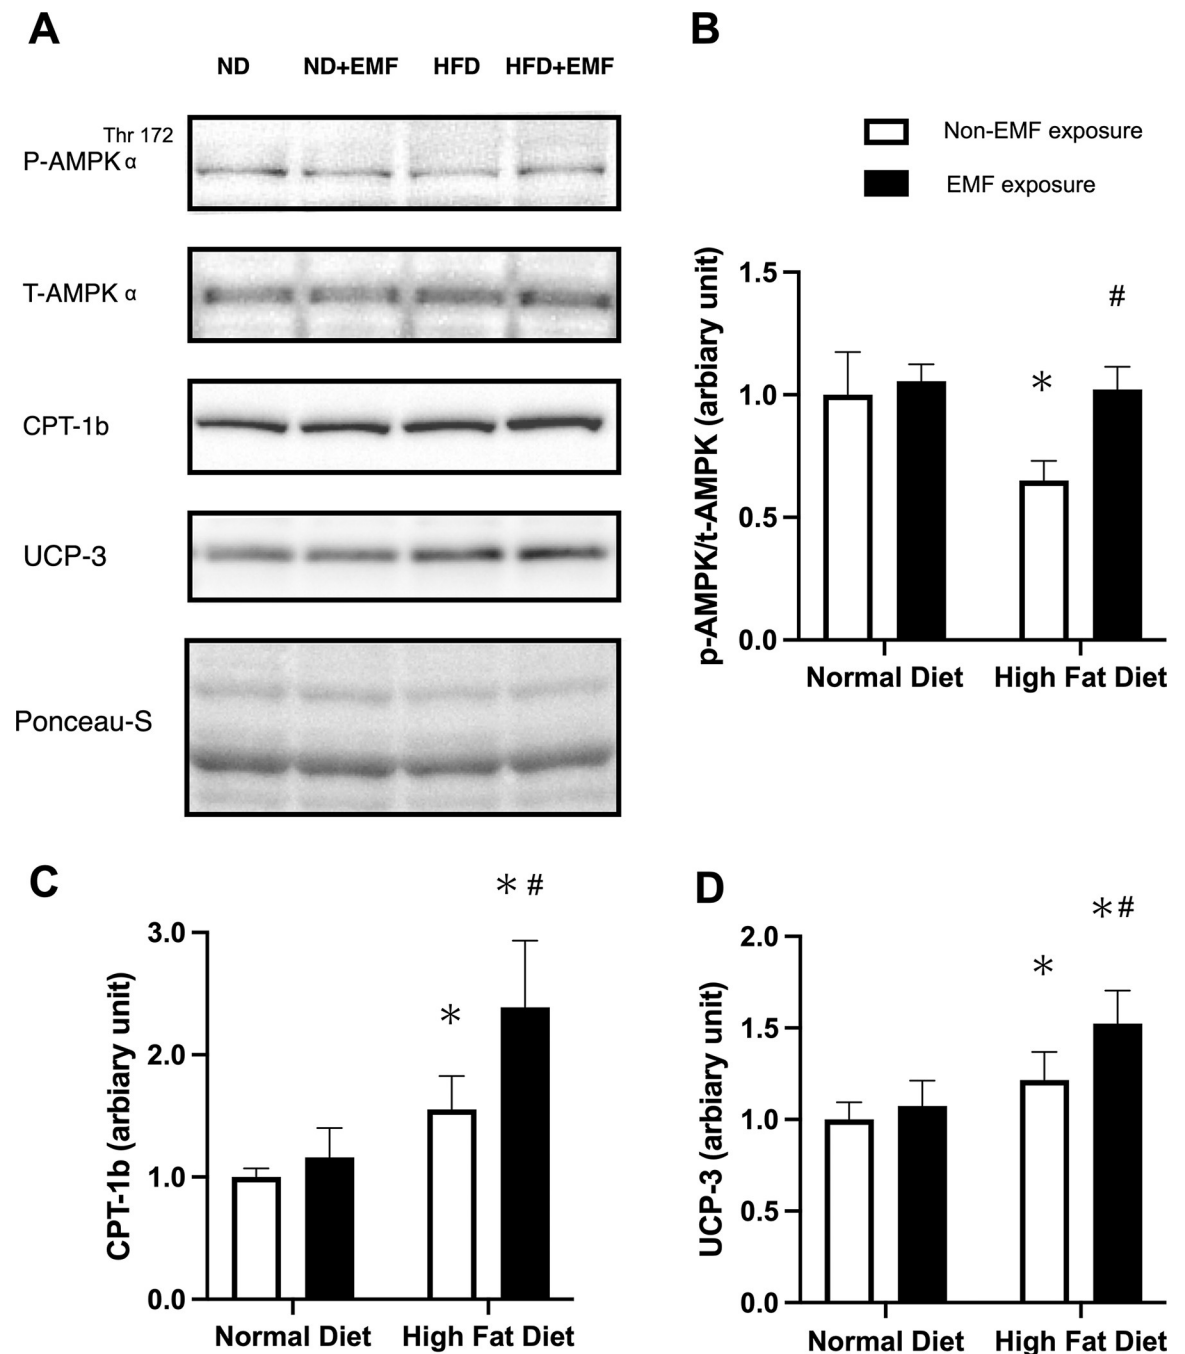 A
B
ND ND+EMF HFD HFD+EMF
Thr 172
P-AMPK α
T-AMPK α
CPT-1b
UCP-3
Ponceau-S
Non-EMF exposure
EMF exposure
p-AMPK/t-AMPK (arbiary unit)
1.5
1.0
0.5
0.0
*
#
Normal Diet High Fat Diet
C
CPT-1b (arbiary unit)
3.0
2.0
1.0
0.0
*
* #
Normal Diet High Fat Diet
D
UCP-3 (arbiary unit)
2.0
1.5
1.0
0.5
0.0
*
*#
Normal Diet High Fat Diet